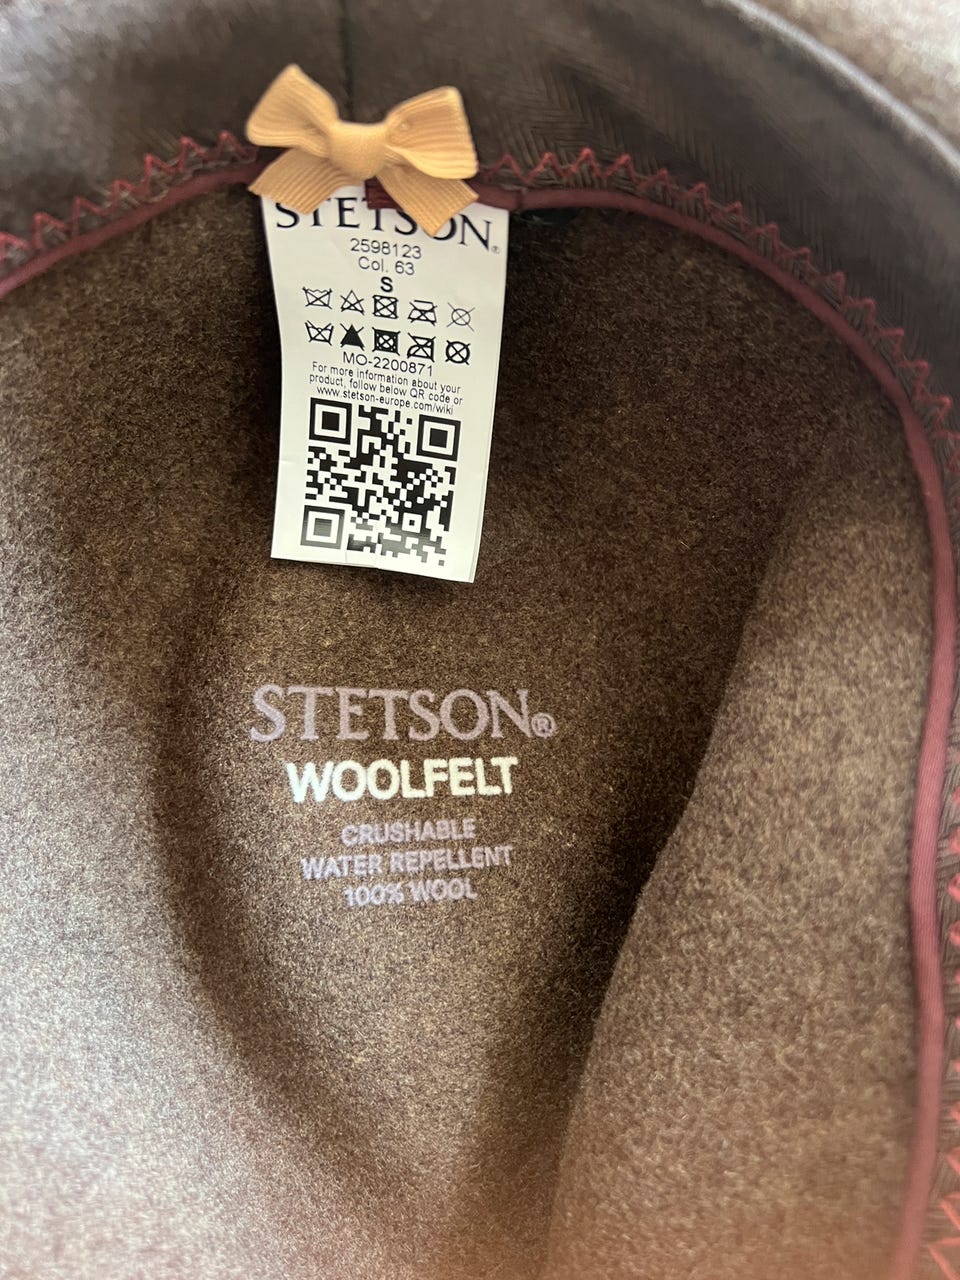 STETSON®
2598123
Col. 63
S
MO-2200871
For more information about your
product, follow below QR code or
www.stetson-europe.com/wiki
STETSON®
WOOLFELT
CRUSHABLE
WATER REPELLENT
100% WOOL